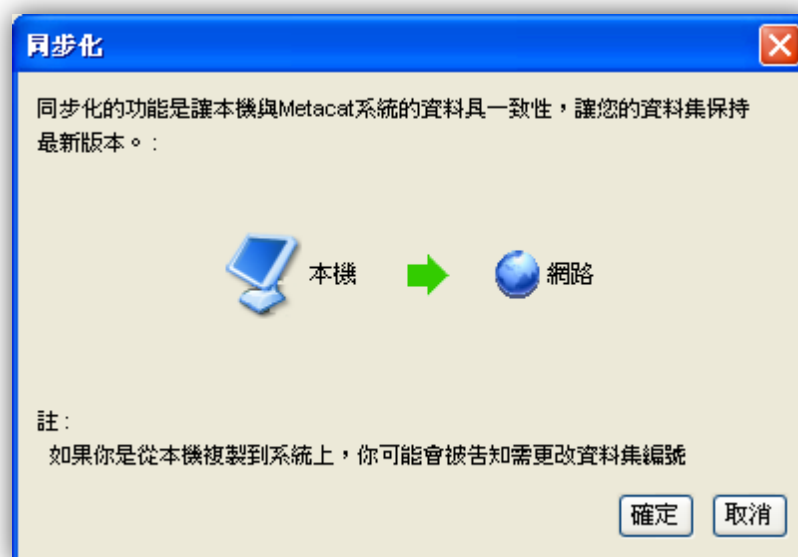 同步化
同步化的功能是讓本機與Metacat系統的資料具一致性，讓您的資料集保持
最新版本。:
本機
網路
註:
如果你是從本機複製到系統上，你可能會被告知需更改資料集編號
確定
取消